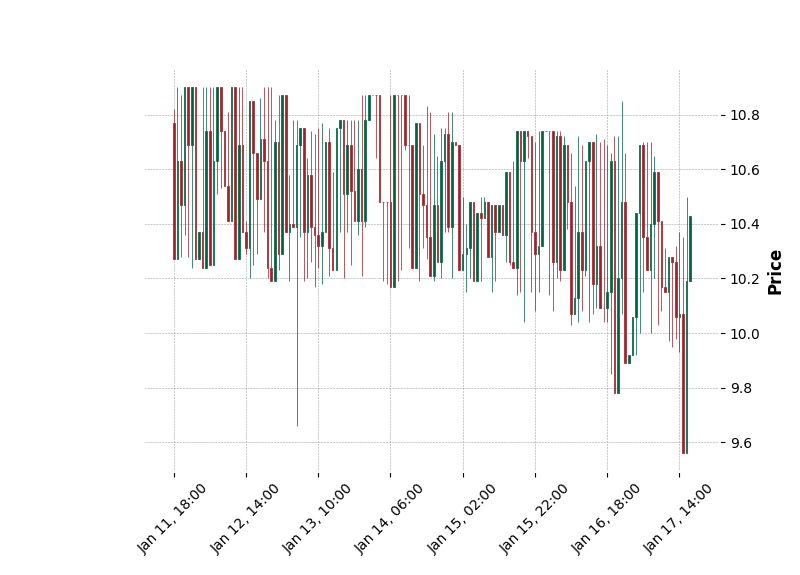 10.8
10.6
10.4
10.2
10.0
9.8
9.6
Price
Jan 11, 18:00
Jan 12, 14:00
Jan 13, 10:00
Jan 14, 06:00
Jan 15, 02:00
Jan 15, 22:00
Jan 16, 18:00
Jan 17, 14:00